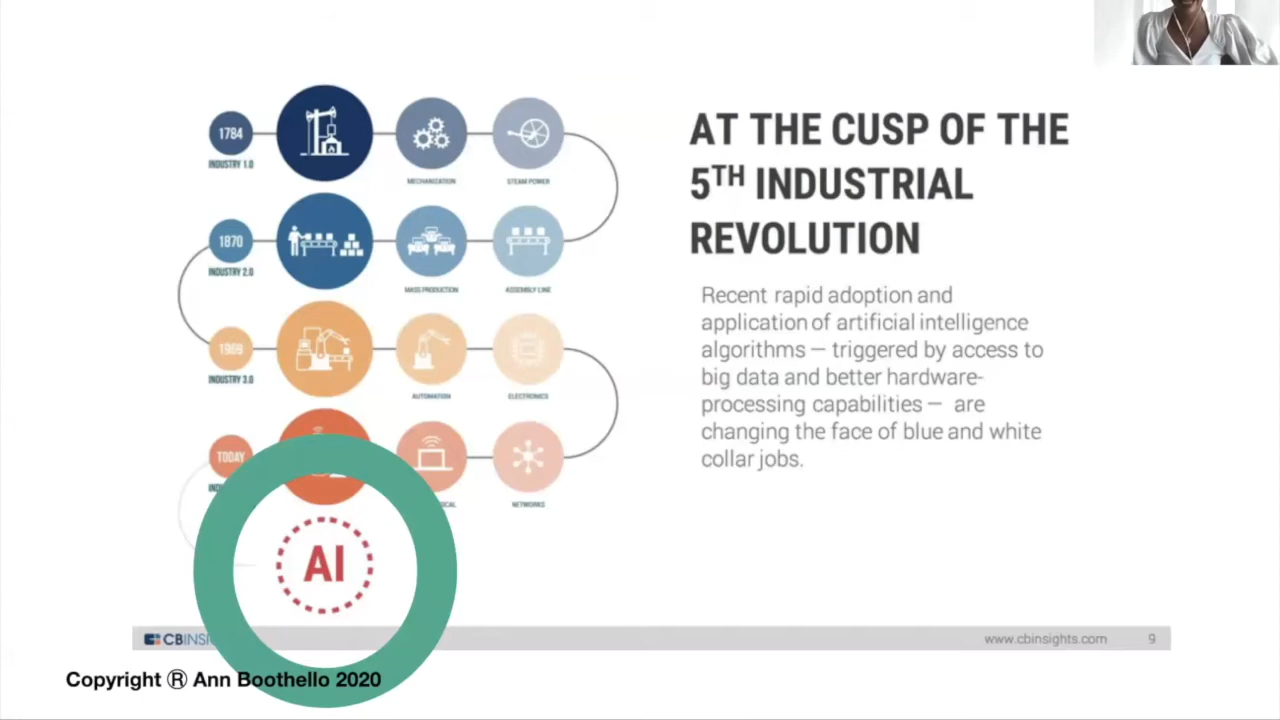 AT THE CUSP OF THE
5TH INDUSTRIAL
REVOLUTION
Recent rapid adoption and
application of artificial intelligence
algorithms — triggered by access to
big data and better hardware-
processing capabilities — are
changing the face of blue and white
collar jobs.
1784
INDUSTRY 1.0
MECHANIZATION
STEAM POWER
1870
INDUSTRY 2.0
MASS PRODUCTION
ASSEMBLY LINE
1969
INDUSTRY 3.0
AUTOMATION
ELECTRONICS
TODAY
NETWORKS
AI
www.cbinsights.com
9
Copyright Ⓡ Ann Boothello 2020